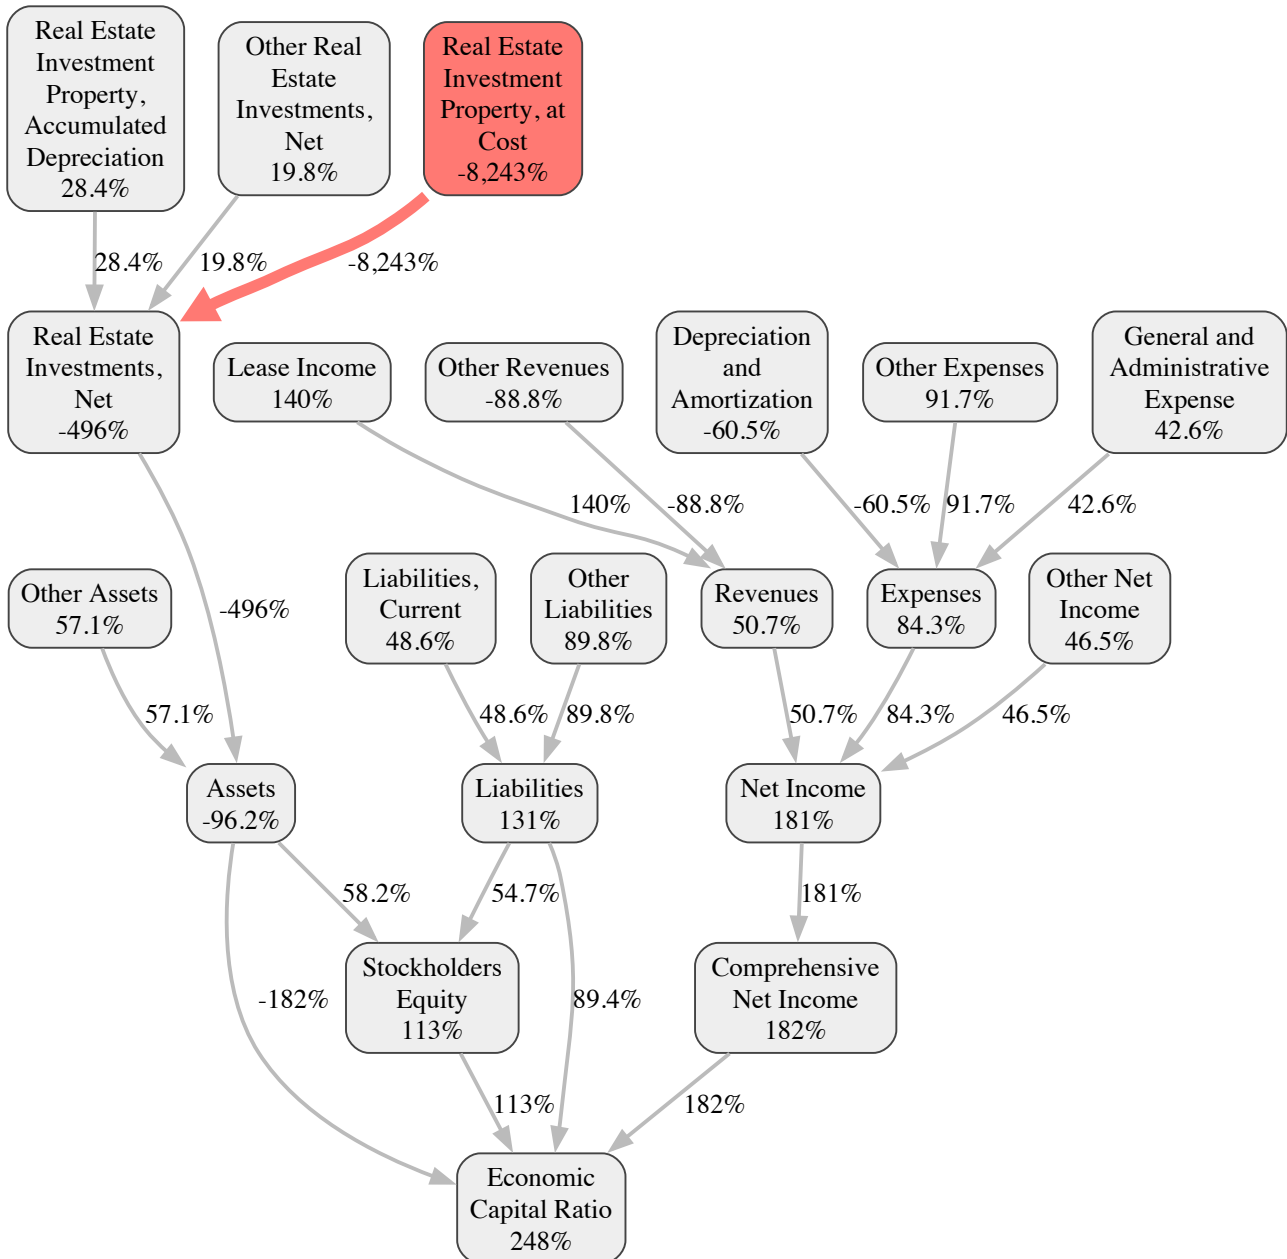 Real Estate
Investment
Property,
Accumulated
Depreciation
28.4%
Other Real
Estate
Investments,
Net
19.8%
Real Estate
Investment
Property, at
Cost
-8,243%
28.4%
19.8%
-8,243%
Real Estate
Investments,
Net
-496%
Lease Income
140%
Other Revenues
-88.8%
Depreciation
and
Amortization
-60.5%
Other Expenses
91.7%
General and
Administrative
Expense
42.6%
140%
-88.8%
-60.5%
91.7%
42.6%
Other Assets
57.1%
-496%
Liabilities,
Current
48.6%
Other
Liabilities
89.8%
Revenues
50.7%
Expenses
84.3%
Other Net
Income
46.5%
57.1%
48.6%
89.8%
50.7%
84.3%
46.5%
Assets
-96.2%
Liabilities
131%
Net Income
181%
58.2%
54.7%
181%
Stockholders
Equity
113%
Comprehensive
Net Income
182%
-182%
89.4%
113%
182%
Economic
Capital Ratio
248%